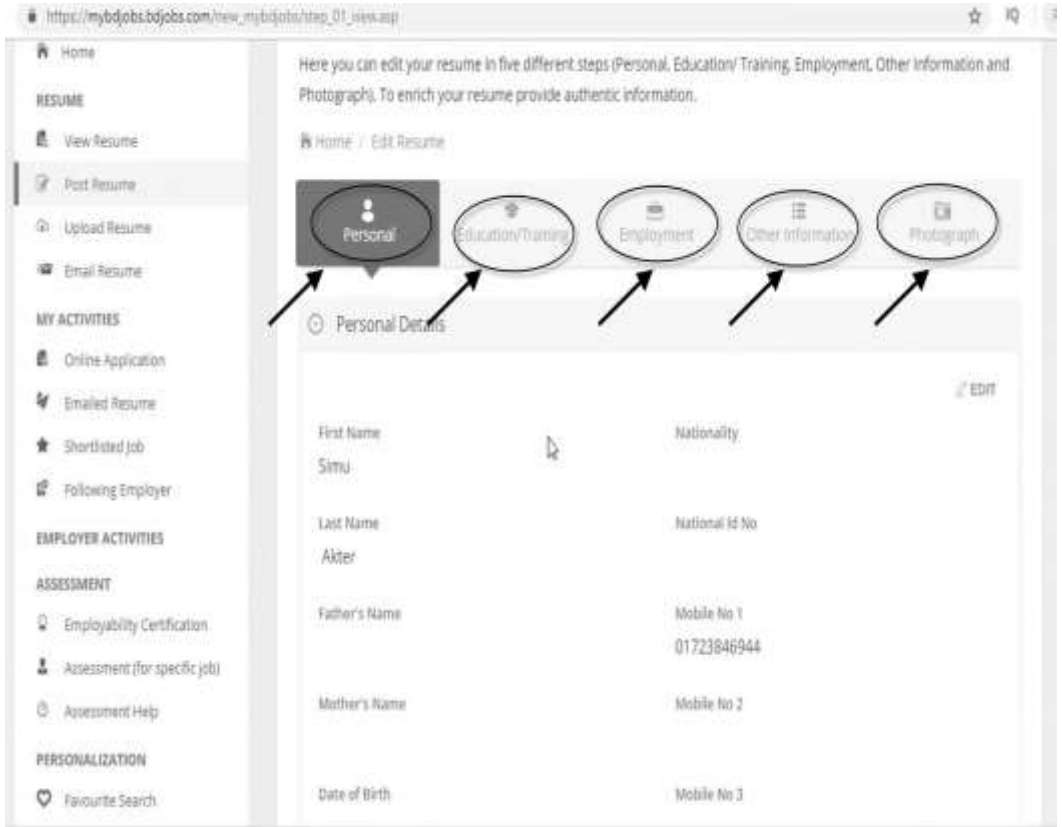 https://mybdjobs.bdjobs.com/new_mybdjobs/step_01_view.asp
Home
RESUME
View Resume
Post Resume
Upload Resume
Email Resume
MY ACTIVITIES
Online Application
Emailed Resume
Shortlisted Job
Following Employer
EMPLOYER ACTIVITIES
ASSESSMENT
Employability Certification
Assessment (for specific job)
Assessment Help
PERSONALIZATION
Favourite Search
Here you can edit your resume in five different steps (Personal, Education/ Training, Employment, Other Information and
Photograph). To enrich your resume provide authentic information.
Home / Edit Resume
Personal
Education/Training
Employment
Other Information
Photograph
Personal Details
EDIT
First Name
Simu
Nationality
Last Name
Akter
National Id No
Father's Name
Mobile No 1
01723846944
Mother's Name
Mobile No 2
Date of Birth
Mobile No 3